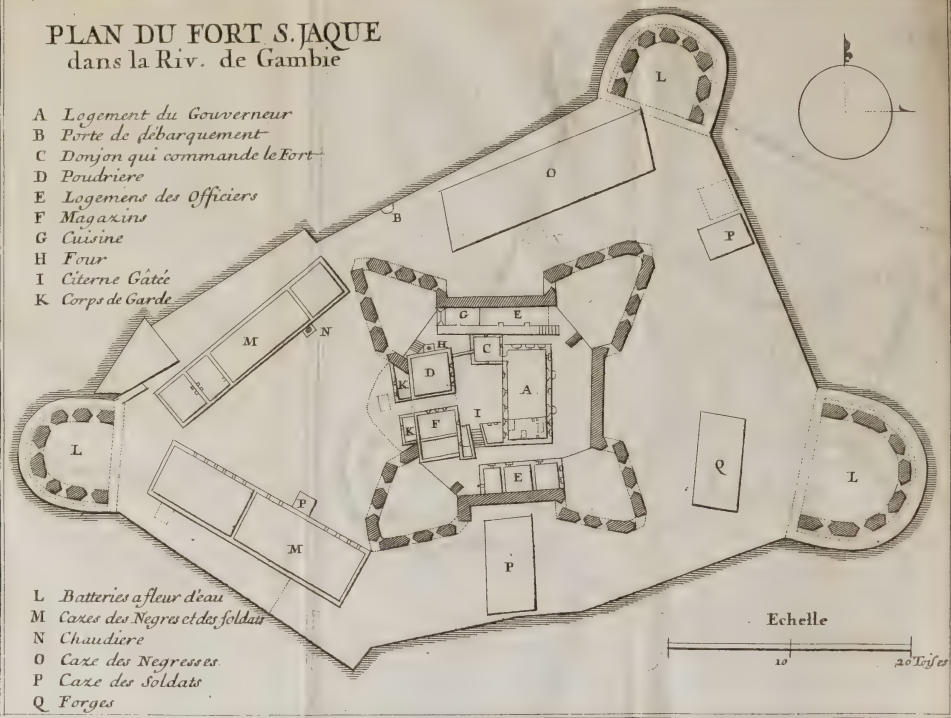 PLAN DU FORT S. JAQUE
dans la Riv. de Gambie
A Logement du Gouverneur
B Porte de débarquement
C Donjon qui commande le Fort
D Poudriere
E Logemens des Officiers
F Magazins
G Cuisine
H Four
I Citerne Gâtée
K Corps de Garde
L
O
B
P
M
N
G E
H
C
D
K
A
F
I
K
L
Q
L
E
P
M
P
L Batteries a fleur d'eau
M Cazes des Negres et des soldats
N Chaudiere
O Caze des Negresses
P Caze des Soldats
Q Forges
Echelle
10
20 Toises